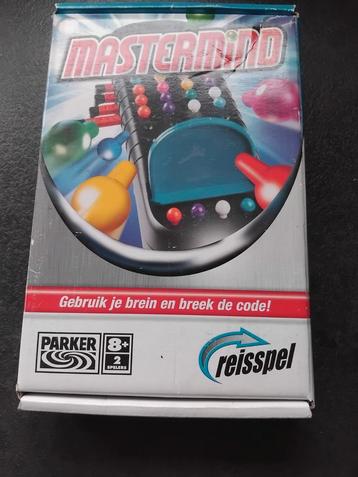 MASTERMIND
Gebruik je brein en breek de code!
PARKER
8+
2
SPELERS
reisspel